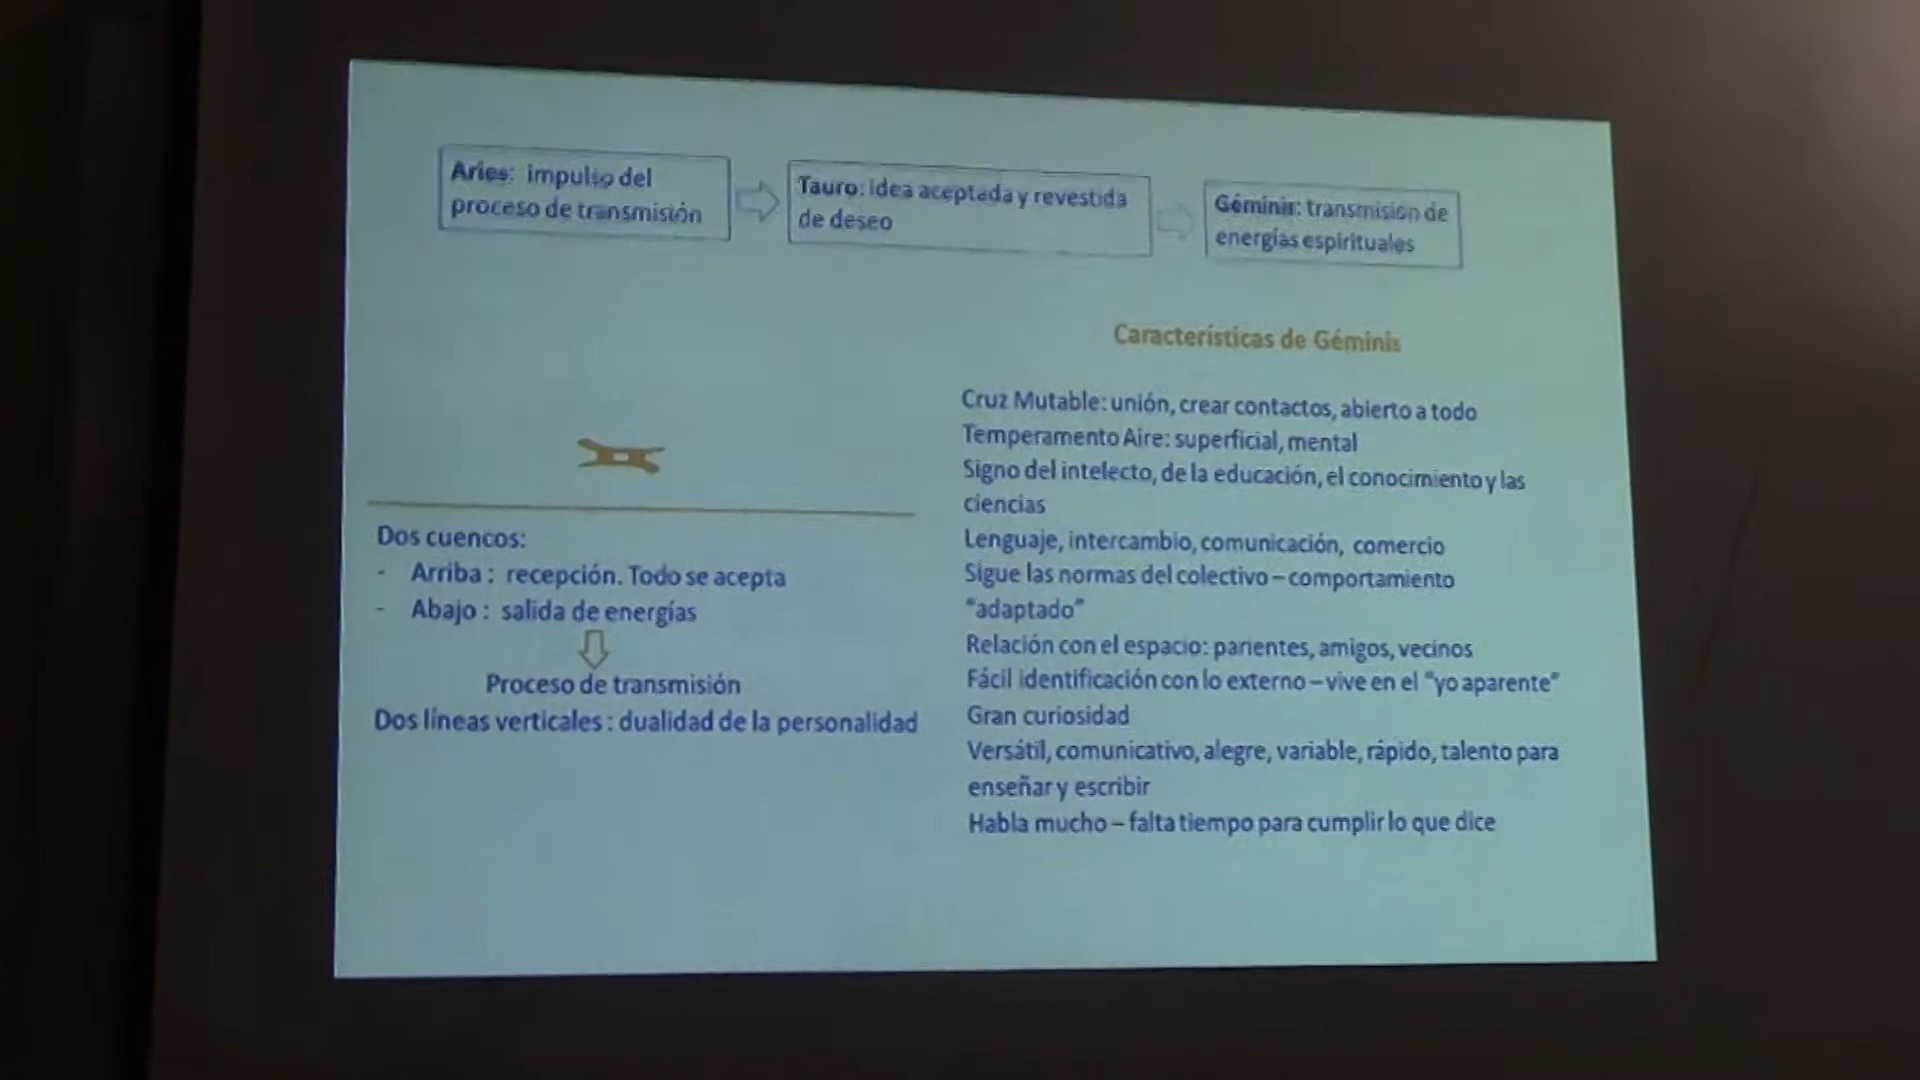 Aries: impulso del
proceso de transmisión
Tauro: idea aceptada y revestida
de deseo
Géminis: transmisión de
energías espirituales
Dos cuencos:
- Arriba : recepción. Todo se acepta
- Abajo : salida de energías
Proceso de transmisión
Dos líneas verticales : dualidad de la personalidad
Características de Géminis
Cruz Mutable: unión, crear contactos, abierto a todo
Temperamento Aire: superficial, mental
Signo del intelecto, de la educación, el conocimiento y las
ciencias
Lenguaje, intercambio, comunicación, comercio
Sigue las normas del colectivo – comportamiento
“adaptado”
Relación con el espacio: parientes, amigos, vecinos
Fácil identificación con lo externo – vive en el “yo aparente”
Gran curiosidad
Versátil, comunicativo, alegre, variable, rápido, talento para
enseñar y escribir
Habla mucho – falta tiempo para cumplir lo que dice